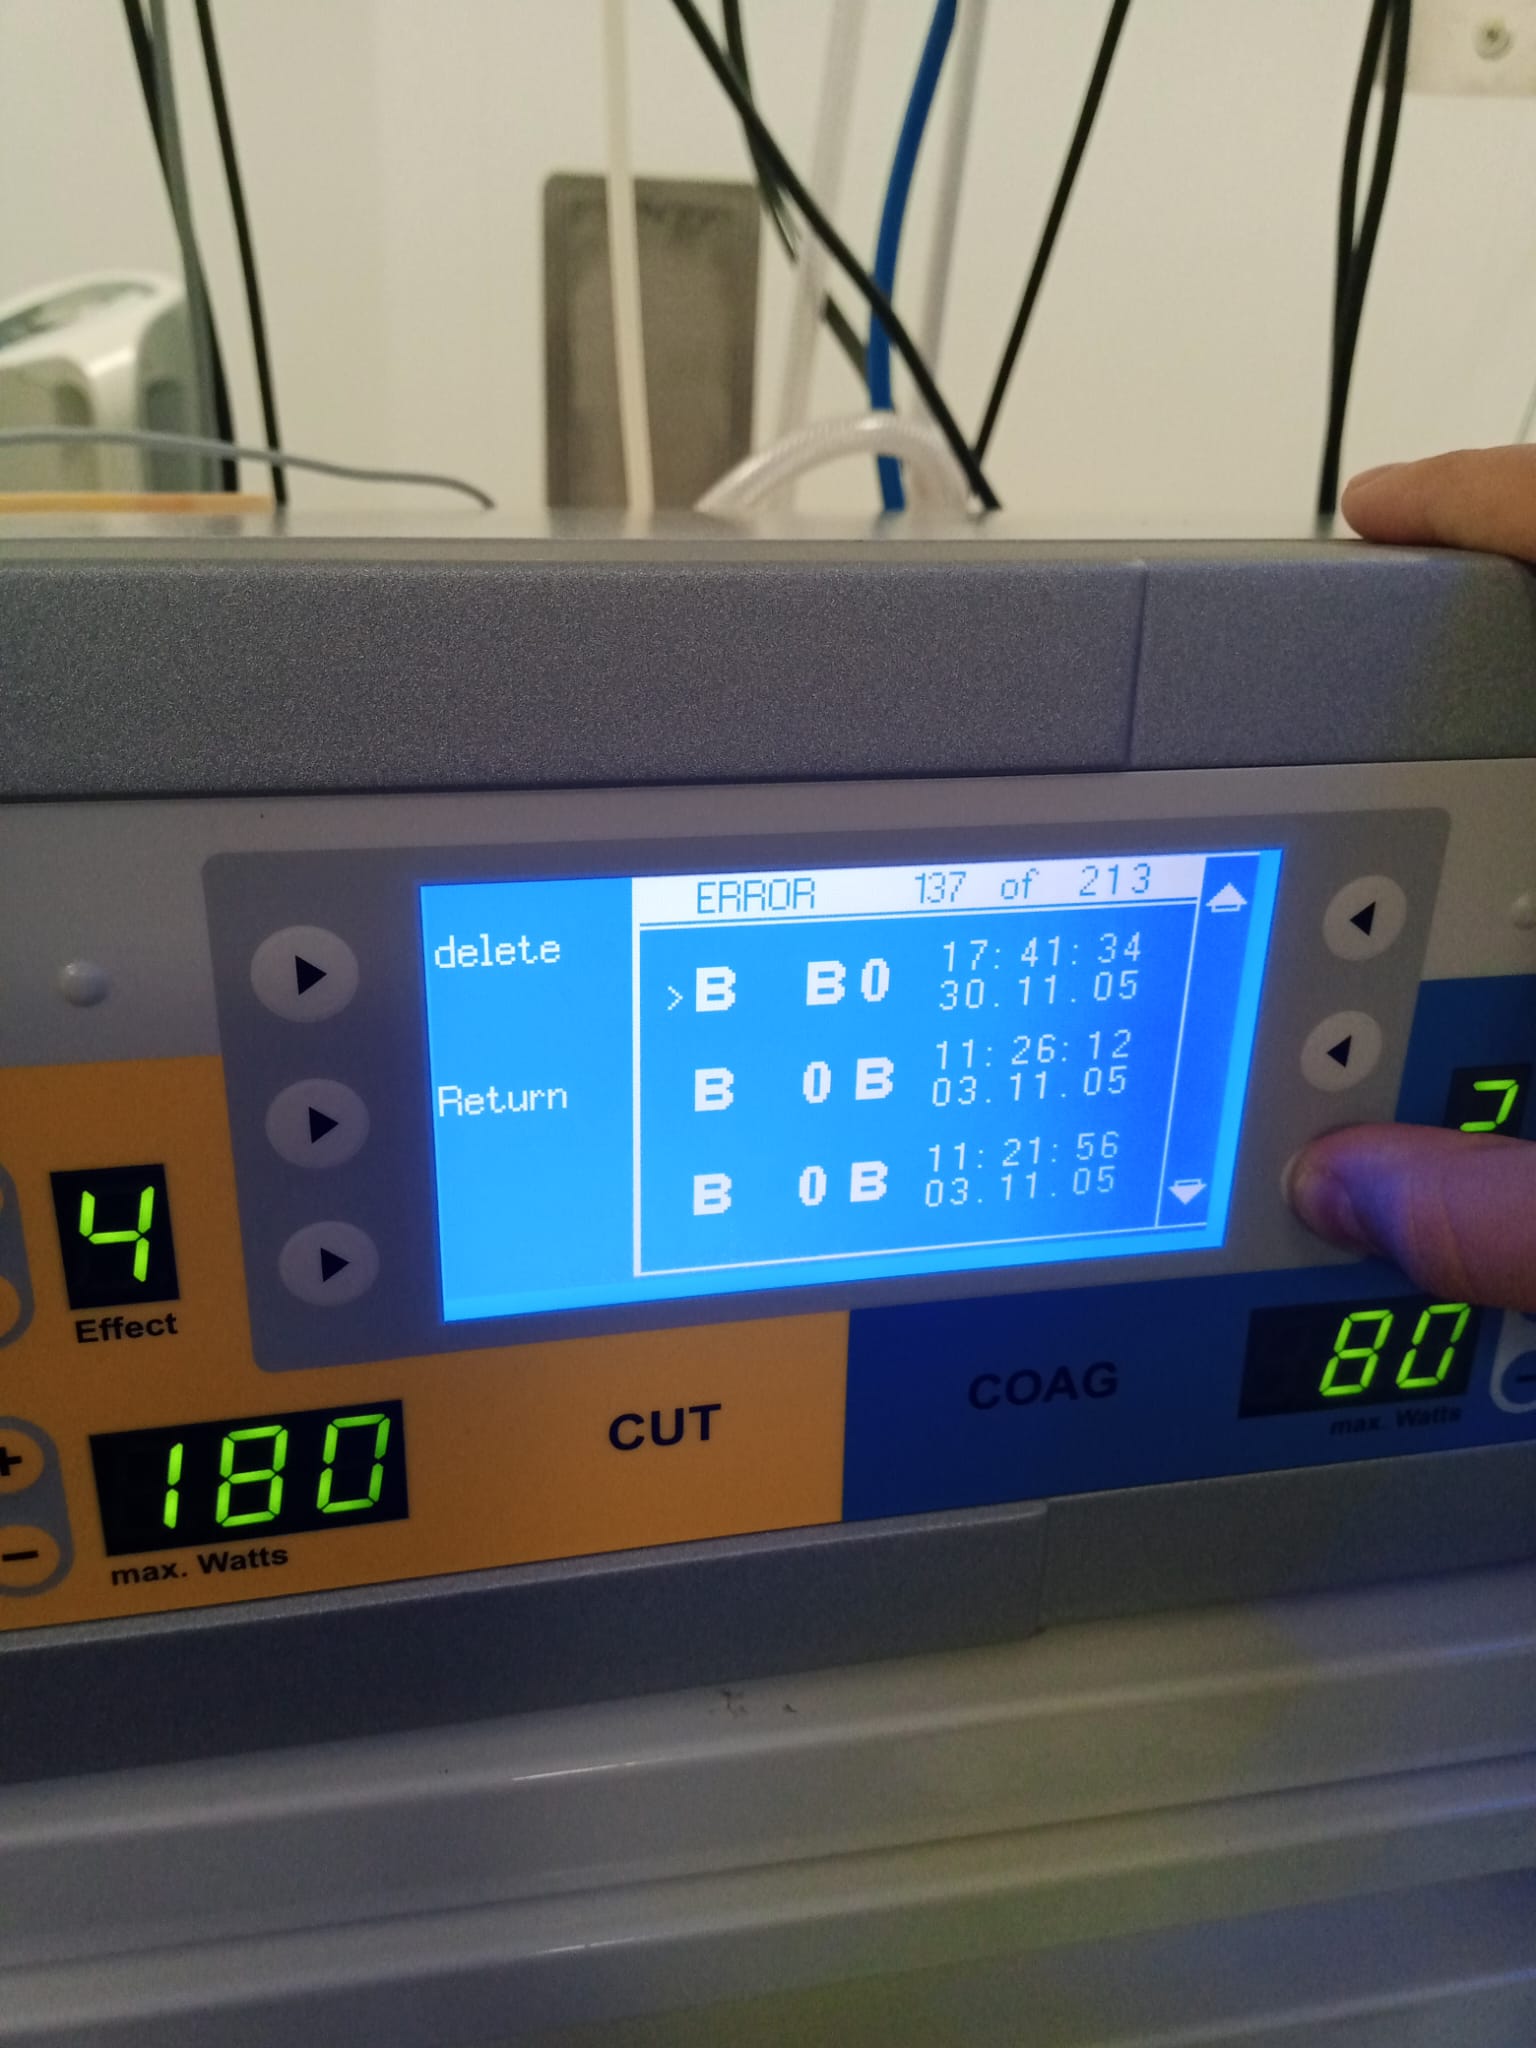 ERROR 137 of 213
delete
>B B0 17:41:34
30.11.05
B 0B 11:26:12
03.11.05
Return
B 0B 11:21:56
03.11.05
4
Effect
80
max. Watts
COAG
CUT
180
max. Watts
+
−